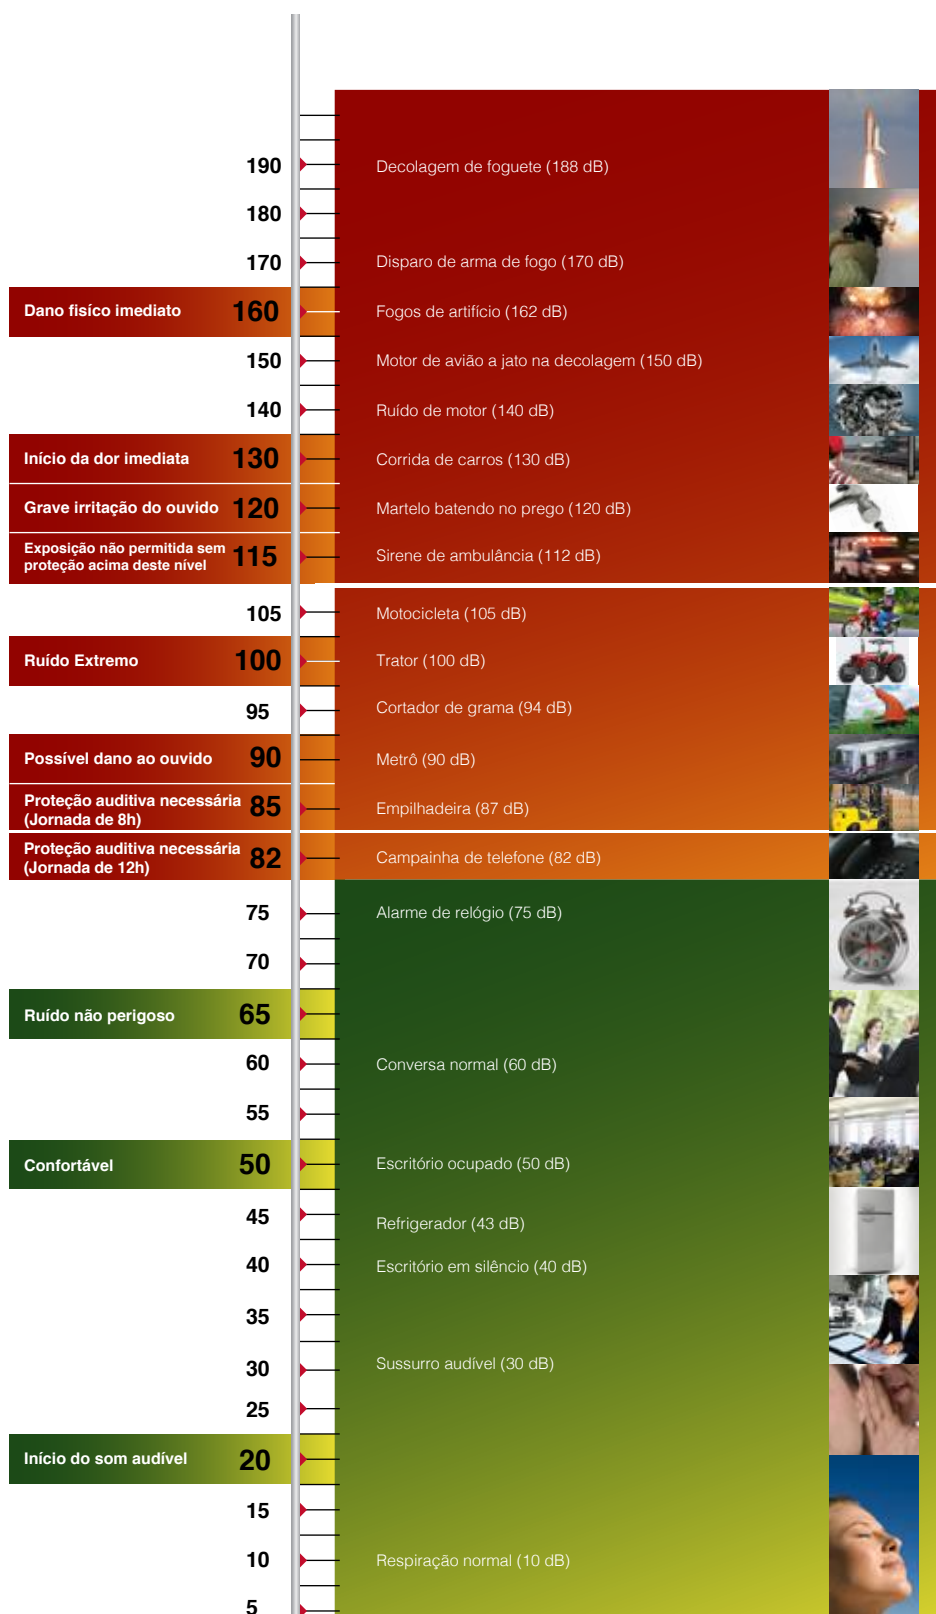 190 Decolagem de foguete (188 dB)
180
170 Disparo de arma de fogo (170 dB)
Dano fisíco imediato 160 Fogos de artifício (162 dB)
150 Motor de avião a jato na decolagem (150 dB)
140 Ruído de motor (140 dB)
Início da dor imediata 130 Corrida de carros (130 dB)
Grave irritação do ouvido 120 Martelo batendo no prego (120 dB)
Exposição não permitida sem
proteção acima deste nível 115 Sirene de ambulância (112 dB)
105 Motocicleta (105 dB)
Ruído Extremo 100 Trator (100 dB)
95 Cortador de grama (94 dB)
Possível dano ao ouvido 90 Metrô (90 dB)
Proteção auditiva necessária
(Jornada de 8h) 85 Empilhadeira (87 dB)
Proteção auditiva necessária
(Jornada de 12h) 82 Campainha de telefone (82 dB)
75 Alarme de relógio (75 dB)
70
Ruído não perigoso 65
60 Conversa normal (60 dB)
55
Confortável 50 Escritório ocupado (50 dB)
45 Refrigerador (43 dB)
40 Escritório em silêncio (40 dB)
35
30 Sussurro audível (30 dB)
25
Início do som audível 20
15
10 Respiração normal (10 dB)
5